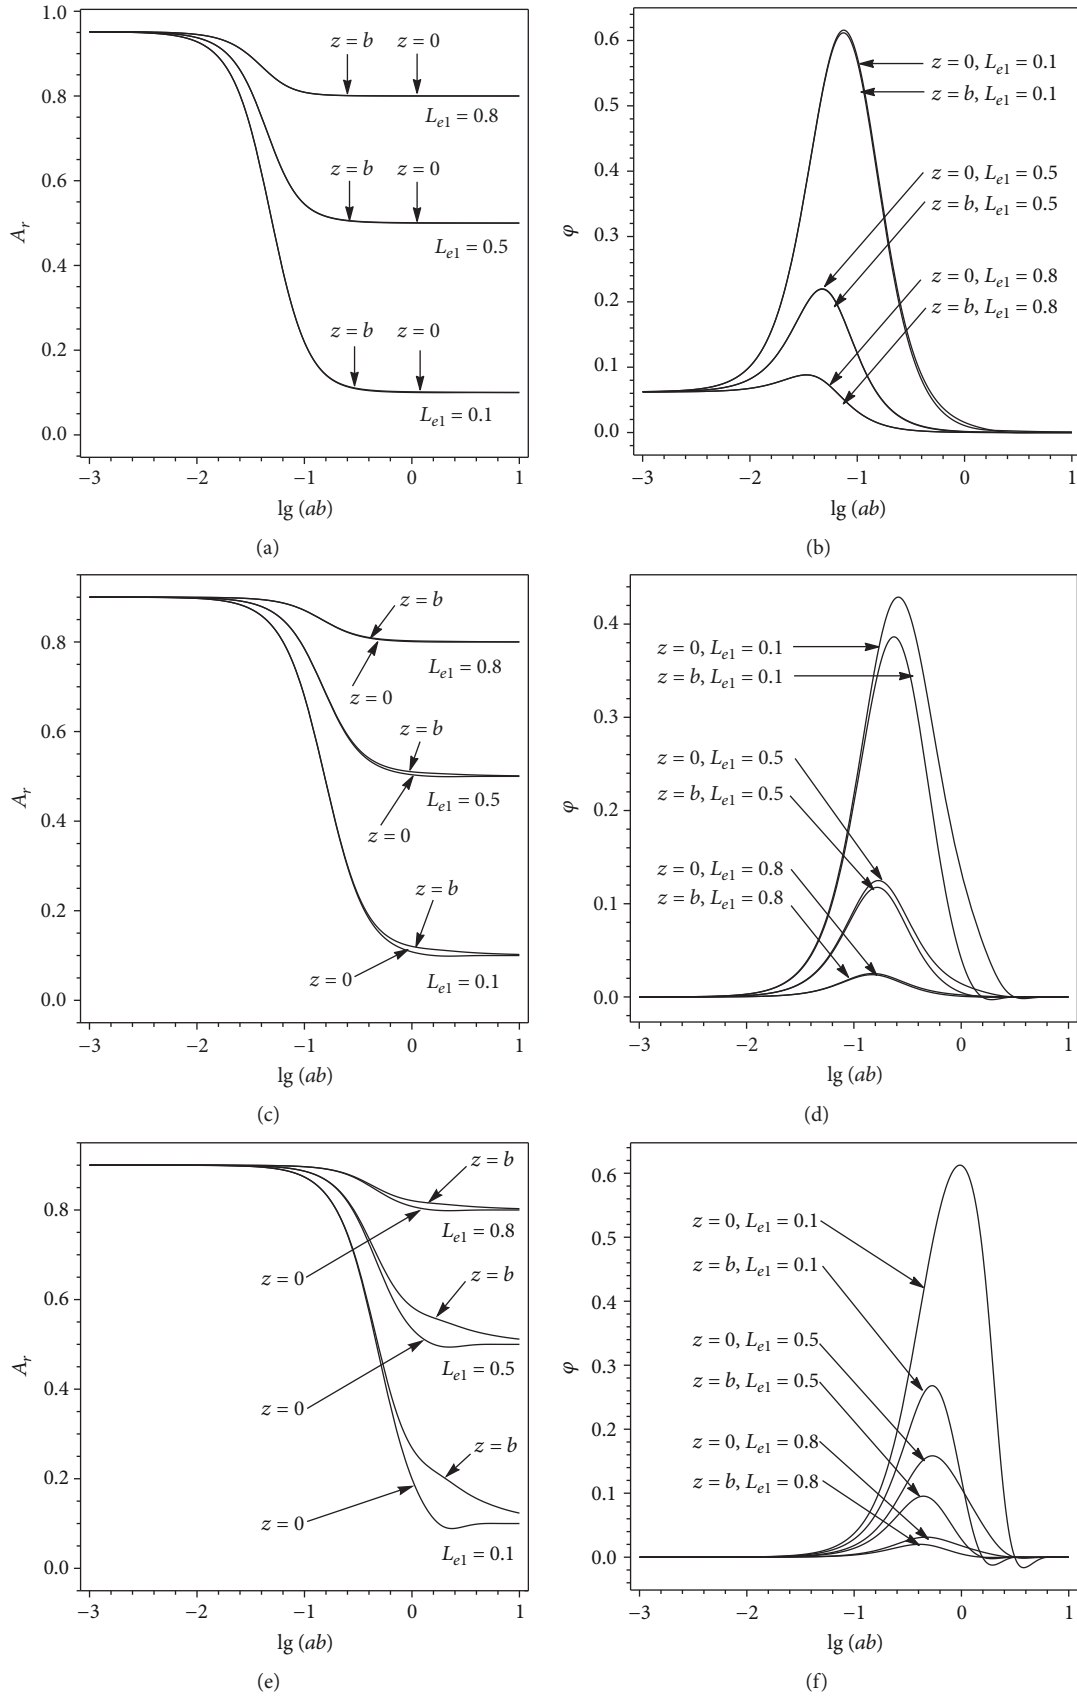 1.0
0.8
0.6
0.4
0.2
0.0
A_r
z = b
z = 0
L_e1 = 0.8
z = b
z = 0
L_e1 = 0.5
z = b
z = 0
L_e1 = 0.1
−3 −2 −1 0 1
lg (ab)
(a)
0.6
0.6
0.4
0.3
0.2
0.1
0.0
φ
z = 0, L_e1 = 0.1
z = b, L_e1 = 0.1
z = 0, L_e1 = 0.5
z = b, L_e1 = 0.5
z = 0, L_e1 = 0.8
z = b, L_e1 = 0.8
−3 −2 −1 0 1
lg (ab)
(b)
0.8
0.6
0.4
0.2
0.0
A_r
z = b
L_e1 = 0.8
z = 0
z = b
L_e1 = 0.5
z = 0
z = b
z = 0
L_e1 = 0.1
−3 −2 −1 0 1
lg (ab)
(c)
0.4
0.3
0.2
0.1
0.0
φ
z = 0, L_e1 = 0.1
z = b, L_e1 = 0.1
z = 0, L_e1 = 0.5
z = b, L_e1 = 0.5
z = 0, L_e1 = 0.8
z = b, L_e1 = 0.8
−3 −2 −1 0 1
lg (ab)
(d)
0.8
0.6
0.4
0.2
0.0
A_r
z = b
L_e1 = 0.8
z = 0
z = b
L_e1 = 0.5
z = 0
z = b
z = 0
L_e1 = 0.1
−3 −2 −1 0 1
lg (ab)
(e)
0.6
0.6
0.4
0.3
0.2
0.1
0.0
φ
z = 0, L_e1 = 0.1
z = b, L_e1 = 0.1
z = 0, L_e1 = 0.5
z = b, L_e1 = 0.5
z = 0, L_e1 = 0.8
z = b, L_e1 = 0.8
−3 −2 −1 0 1
lg (ab)
(f)